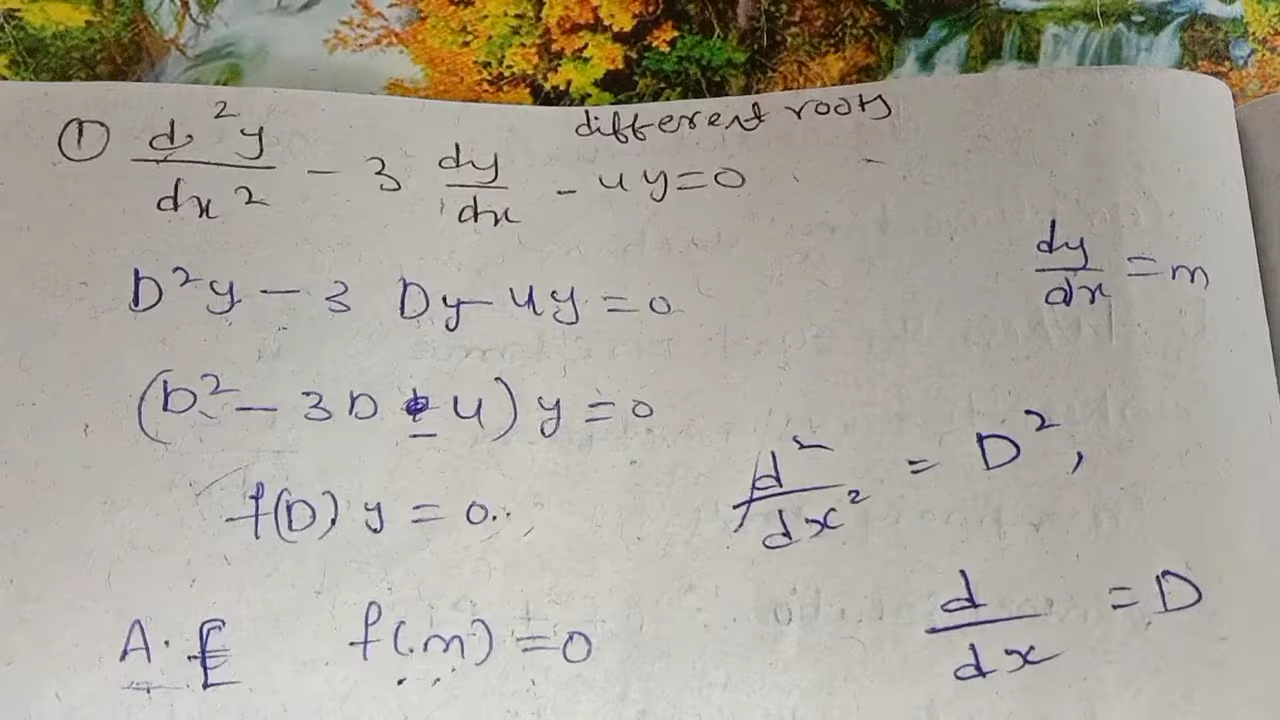 different roots
① d²y/dx² - 3 dy/dx - 4y=0
dy/dx = m
D²y - 3 Dy - 4y = 0
(D² - 3D - 4) y = 0
d²/dx² = D²,
f(D) y = 0.
d/dx = D
A.E f(m) = 0